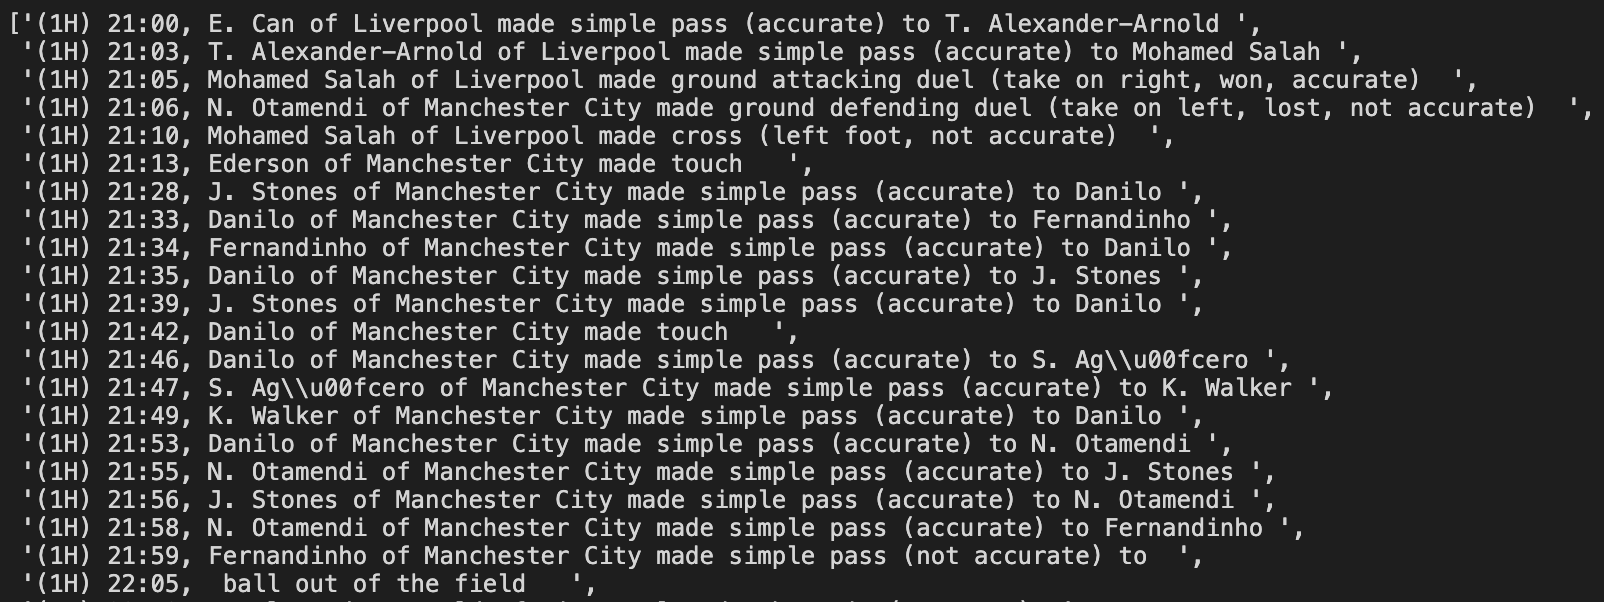 ['(1H) 21:00, E. Can of Liverpool made simple pass (accurate) to T. Alexander–Arnold ',
'(1H) 21:03, T. Alexander–Arnold of Liverpool made simple pass (accurate) to Mohamed Salah ',
'(1H) 21:05, Mohamed Salah of Liverpool made ground attacking duel (take on right, won, accurate)  ',
'(1H) 21:06, N. Otamendi of Manchester City made ground defending duel (take on left, lost, not accurate)  ',
'(1H) 21:10, Mohamed Salah of Liverpool made cross (left foot, not accurate)  ',
'(1H) 21:13, Ederson of Manchester City made touch   ',
'(1H) 21:28, J. Stones of Manchester City made simple pass (accurate) to Danilo ',
'(1H) 21:33, Danilo of Manchester City made simple pass (accurate) to Fernandinho ',
'(1H) 21:34, Fernandinho of Manchester City made simple pass (accurate) to Danilo ',
'(1H) 21:35, Danilo of Manchester City made simple pass (accurate) to J. Stones ',
'(1H) 21:39, J. Stones of Manchester City made simple pass (accurate) to Danilo ',
'(1H) 21:42, Danilo of Manchester City made touch   ',
'(1H) 21:46, Danilo of Manchester City made simple pass (accurate) to S. Ag\\u00fcero ',
'(1H) 21:47, S. Ag\\u00fcero of Manchester City made simple pass (accurate) to K. Walker ',
'(1H) 21:49, K. Walker of Manchester City made simple pass (accurate) to Danilo ',
'(1H) 21:53, Danilo of Manchester City made simple pass (accurate) to N. Otamendi ',
'(1H) 21:55, N. Otamendi of Manchester City made simple pass (accurate) to J. Stones ',
'(1H) 21:56, J. Stones of Manchester City made simple pass (accurate) to N. Otamendi ',
'(1H) 21:58, N. Otamendi of Manchester City made simple pass (accurate) to Fernandinho ',
'(1H) 21:59, Fernandinho of Manchester City made simple pass (not accurate) to  ',
'(1H) 22:05,  ball out of the field   ',